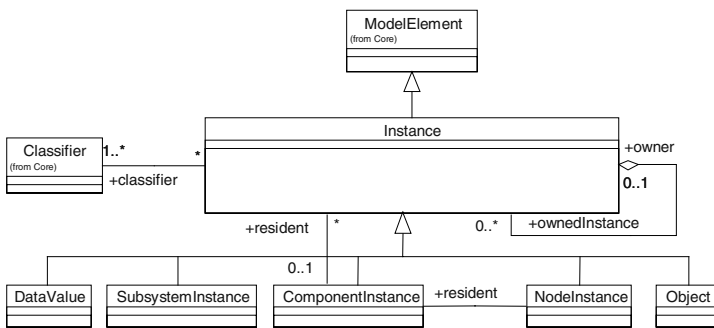 ModelElement
(from Core)
Instance
Classifier
(from Core)
1..*
*
+classifier
+owner
0..1
0..*
+ownedInstance
+resident
*
0..1
DataValue
SubsystemInstance
ComponentInstance
+resident
NodeInstance
Object